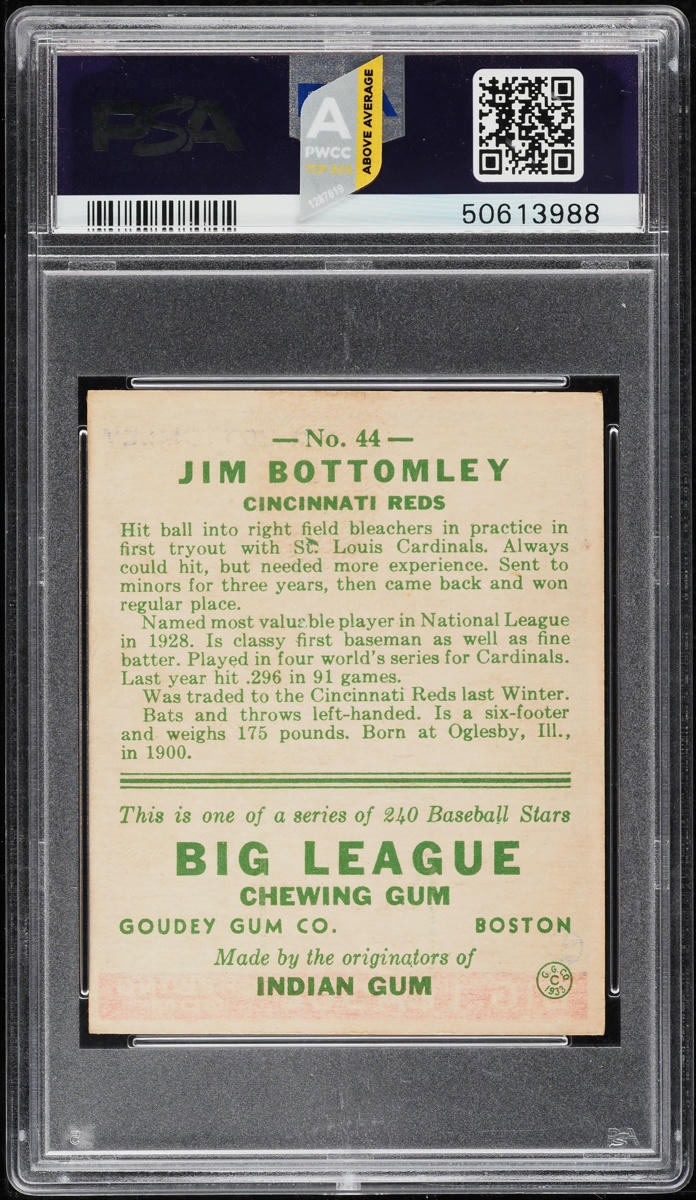 PSA
A
PWCC
TOP 30%
ABOVE AVERAGE
1287619
50613988
— No. 44 —
JIM BOTTOMLEY
CINCINNATI REDS
Hit ball into right field bleachers in practice in
first tryout with St. Louis Cardinals. Always
could hit, but needed more experience. Sent to
minors for three years, then came back and won
regular place.
Named most valuable player in National League
in 1928. Is classy first baseman as well as fine
batter. Played in four world's series for Cardinals.
Last year hit .296 in 91 games.
Was traded to the Cincinnati Reds last Winter.
Bats and throws left-handed. Is a six-footer
and weighs 175 pounds. Born at Oglesby, Ill.,
in 1900.
This is one of a series of 240 Baseball Stars
BIG LEAGUE
CHEWING GUM
GOUDEY GUM CO. BOSTON
Made by the originators of
INDIAN GUM
G. G. CO.
C
1933
PSA